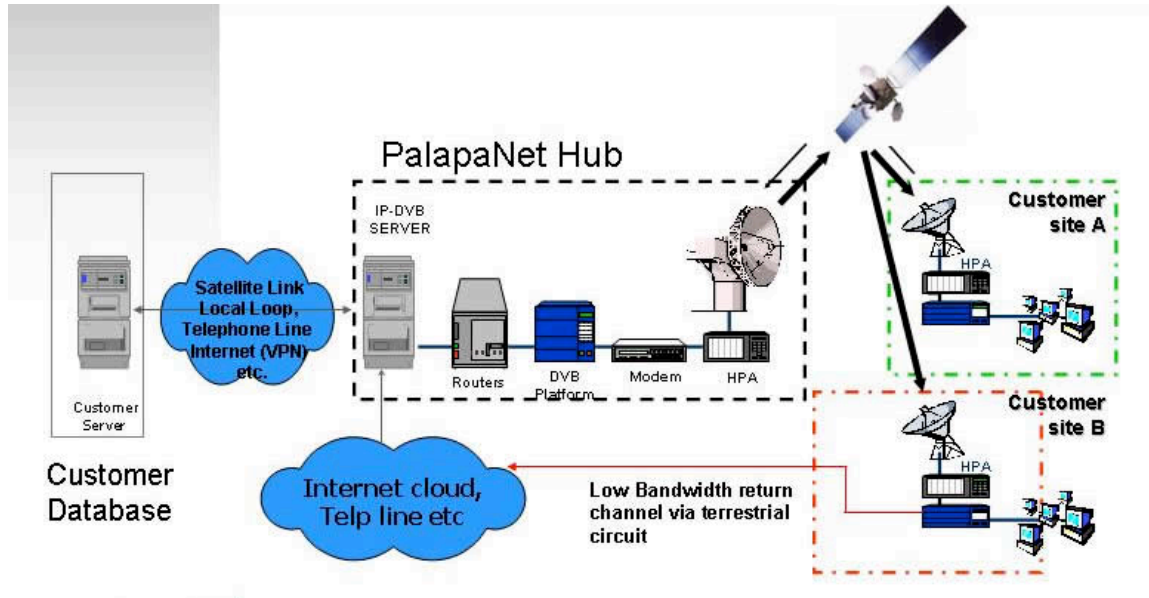 PalapaNet Hub
IP-DVB
SERVER
Routers
DVB
Platform
Modem
HPA
Customer
site A
HPA
Customer
site B
HPA
Satellite Link
Local Loop,
Telephone Line
Internet (VPN)
etc.
Customer
Server
Customer
Database
Internet cloud,
Telp line etc
Low Bandwidth return
channel via terrestrial
circuit